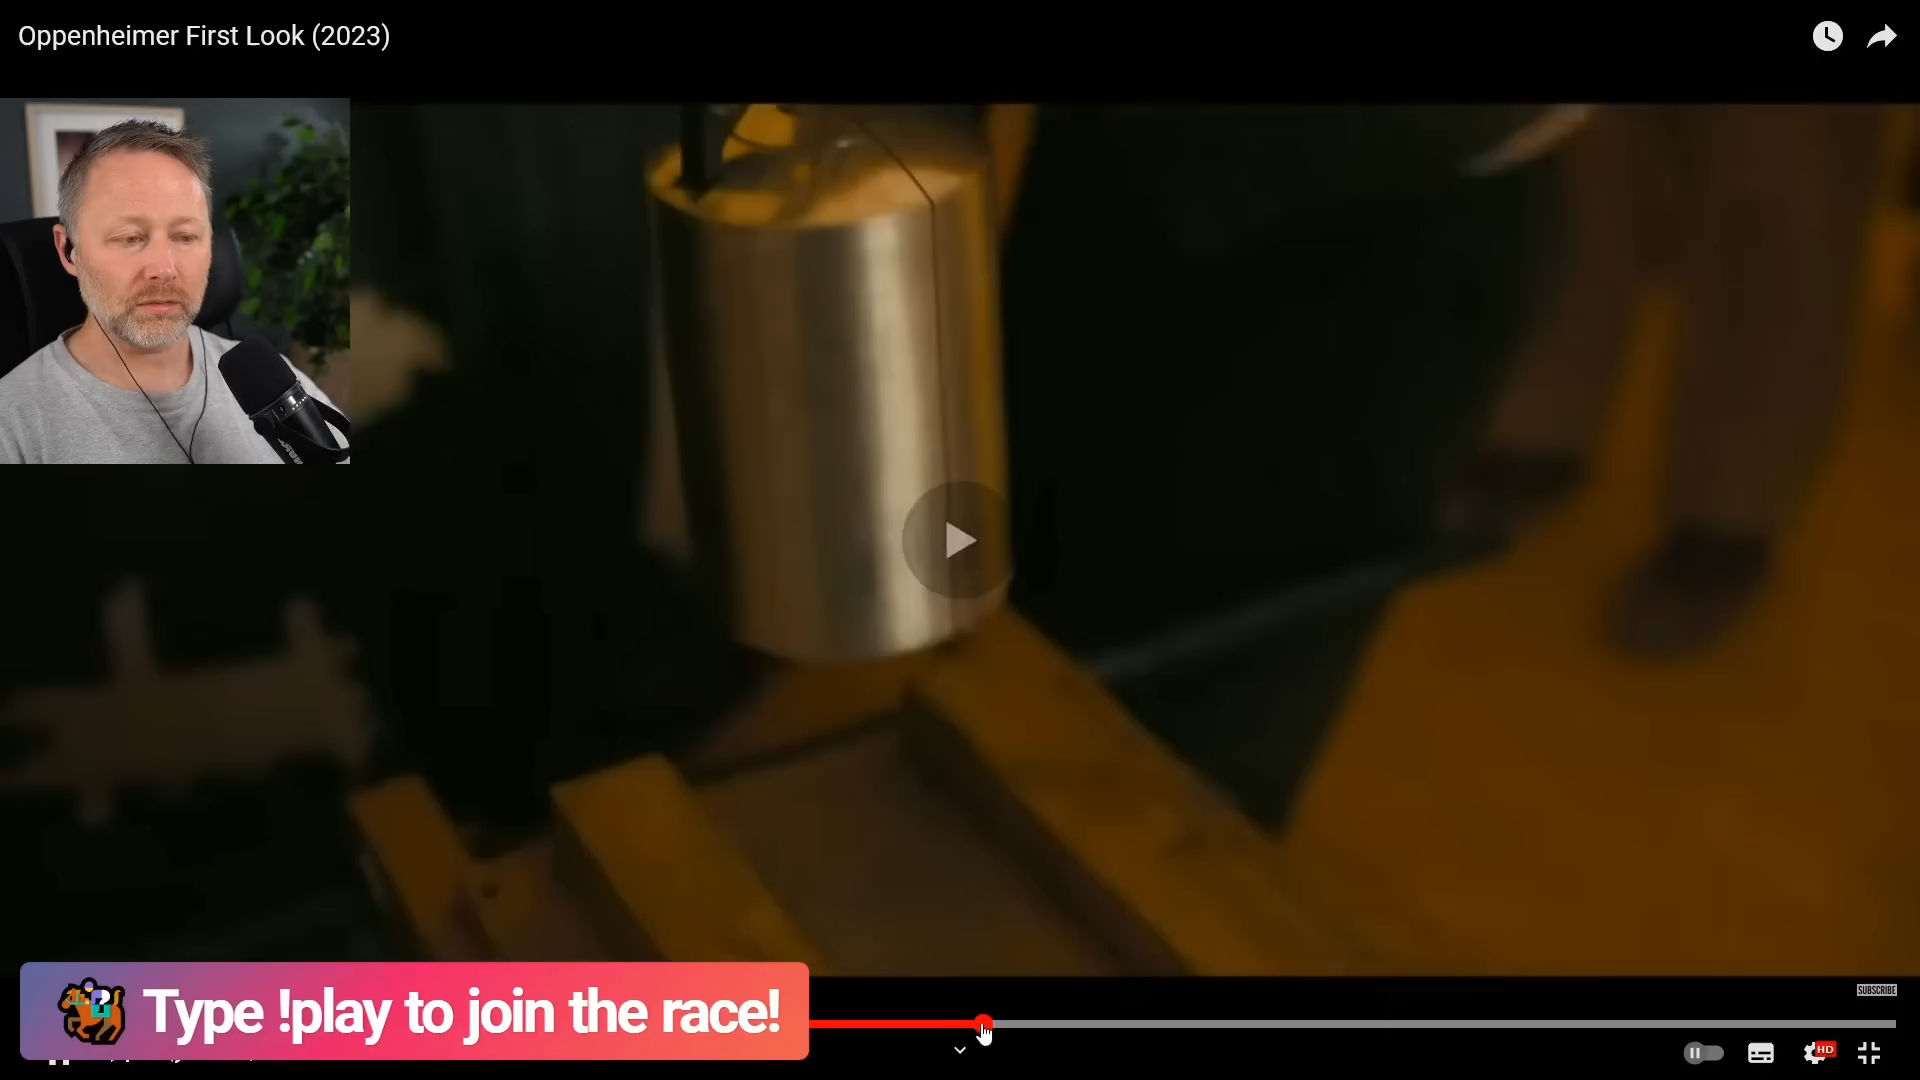 Oppenheimer First Look (2023)
SUBSCRIBE
Type !play to join the race!
HD